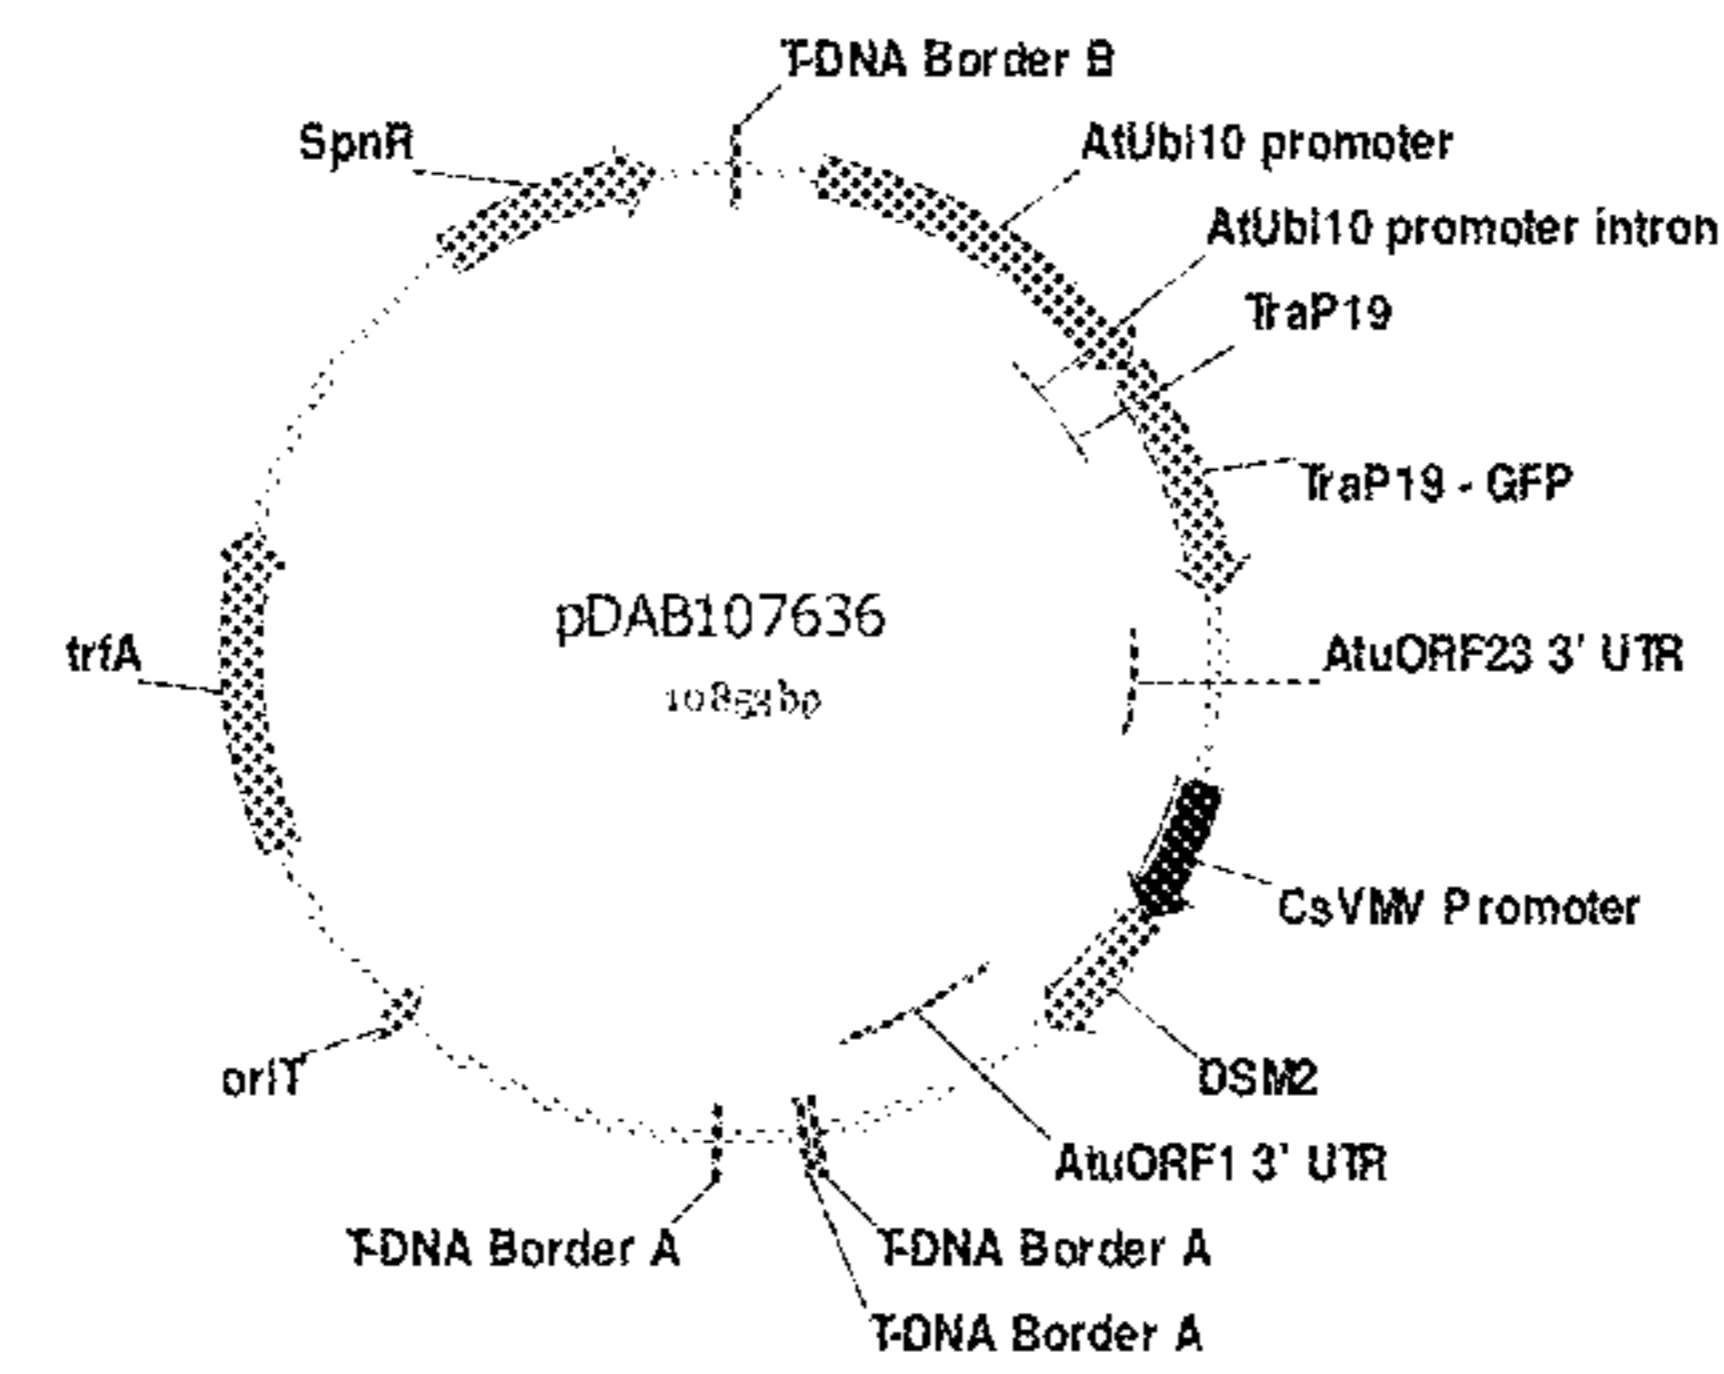 T-DNA Border B
SpnR
AtUbi10 promoter
AtUbi10 promoter intron
TraP19
TraP19 - GFP
pDAB107636
trfA
AtuORF23 3' UTR
CsVMV Promoter
oriT
DSM2
AtuORF1 3' UTR
T-DNA Border A
T-DNA Border A
T-DNA Border A